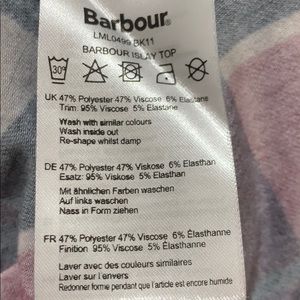 Barbour®
LML0499 BK11
BARBOUR ISLAY TOP
30°
UK 47% Polyester 47% Viscose 6% Elastane
Trim: 95% Viscose 5% Elastane
Wash with similar colours
Wash inside out
Re-shape whilst damp
DE 47% Polyester 47% Viskose 6% Elasthan
Esatz: 95% Viskose 5% Elasthan
Mit ähnlichen Farben waschen
Auf links waschen
Nass in Form ziehen
FR 47% Polyester 47% Viscose 6% Élasthanne
Finition 95% Viscose 5% Élasthanne
Laver avec des couleurs similaires
Laver sur l'envers
Redonner forme pendant que l'article est encore humide